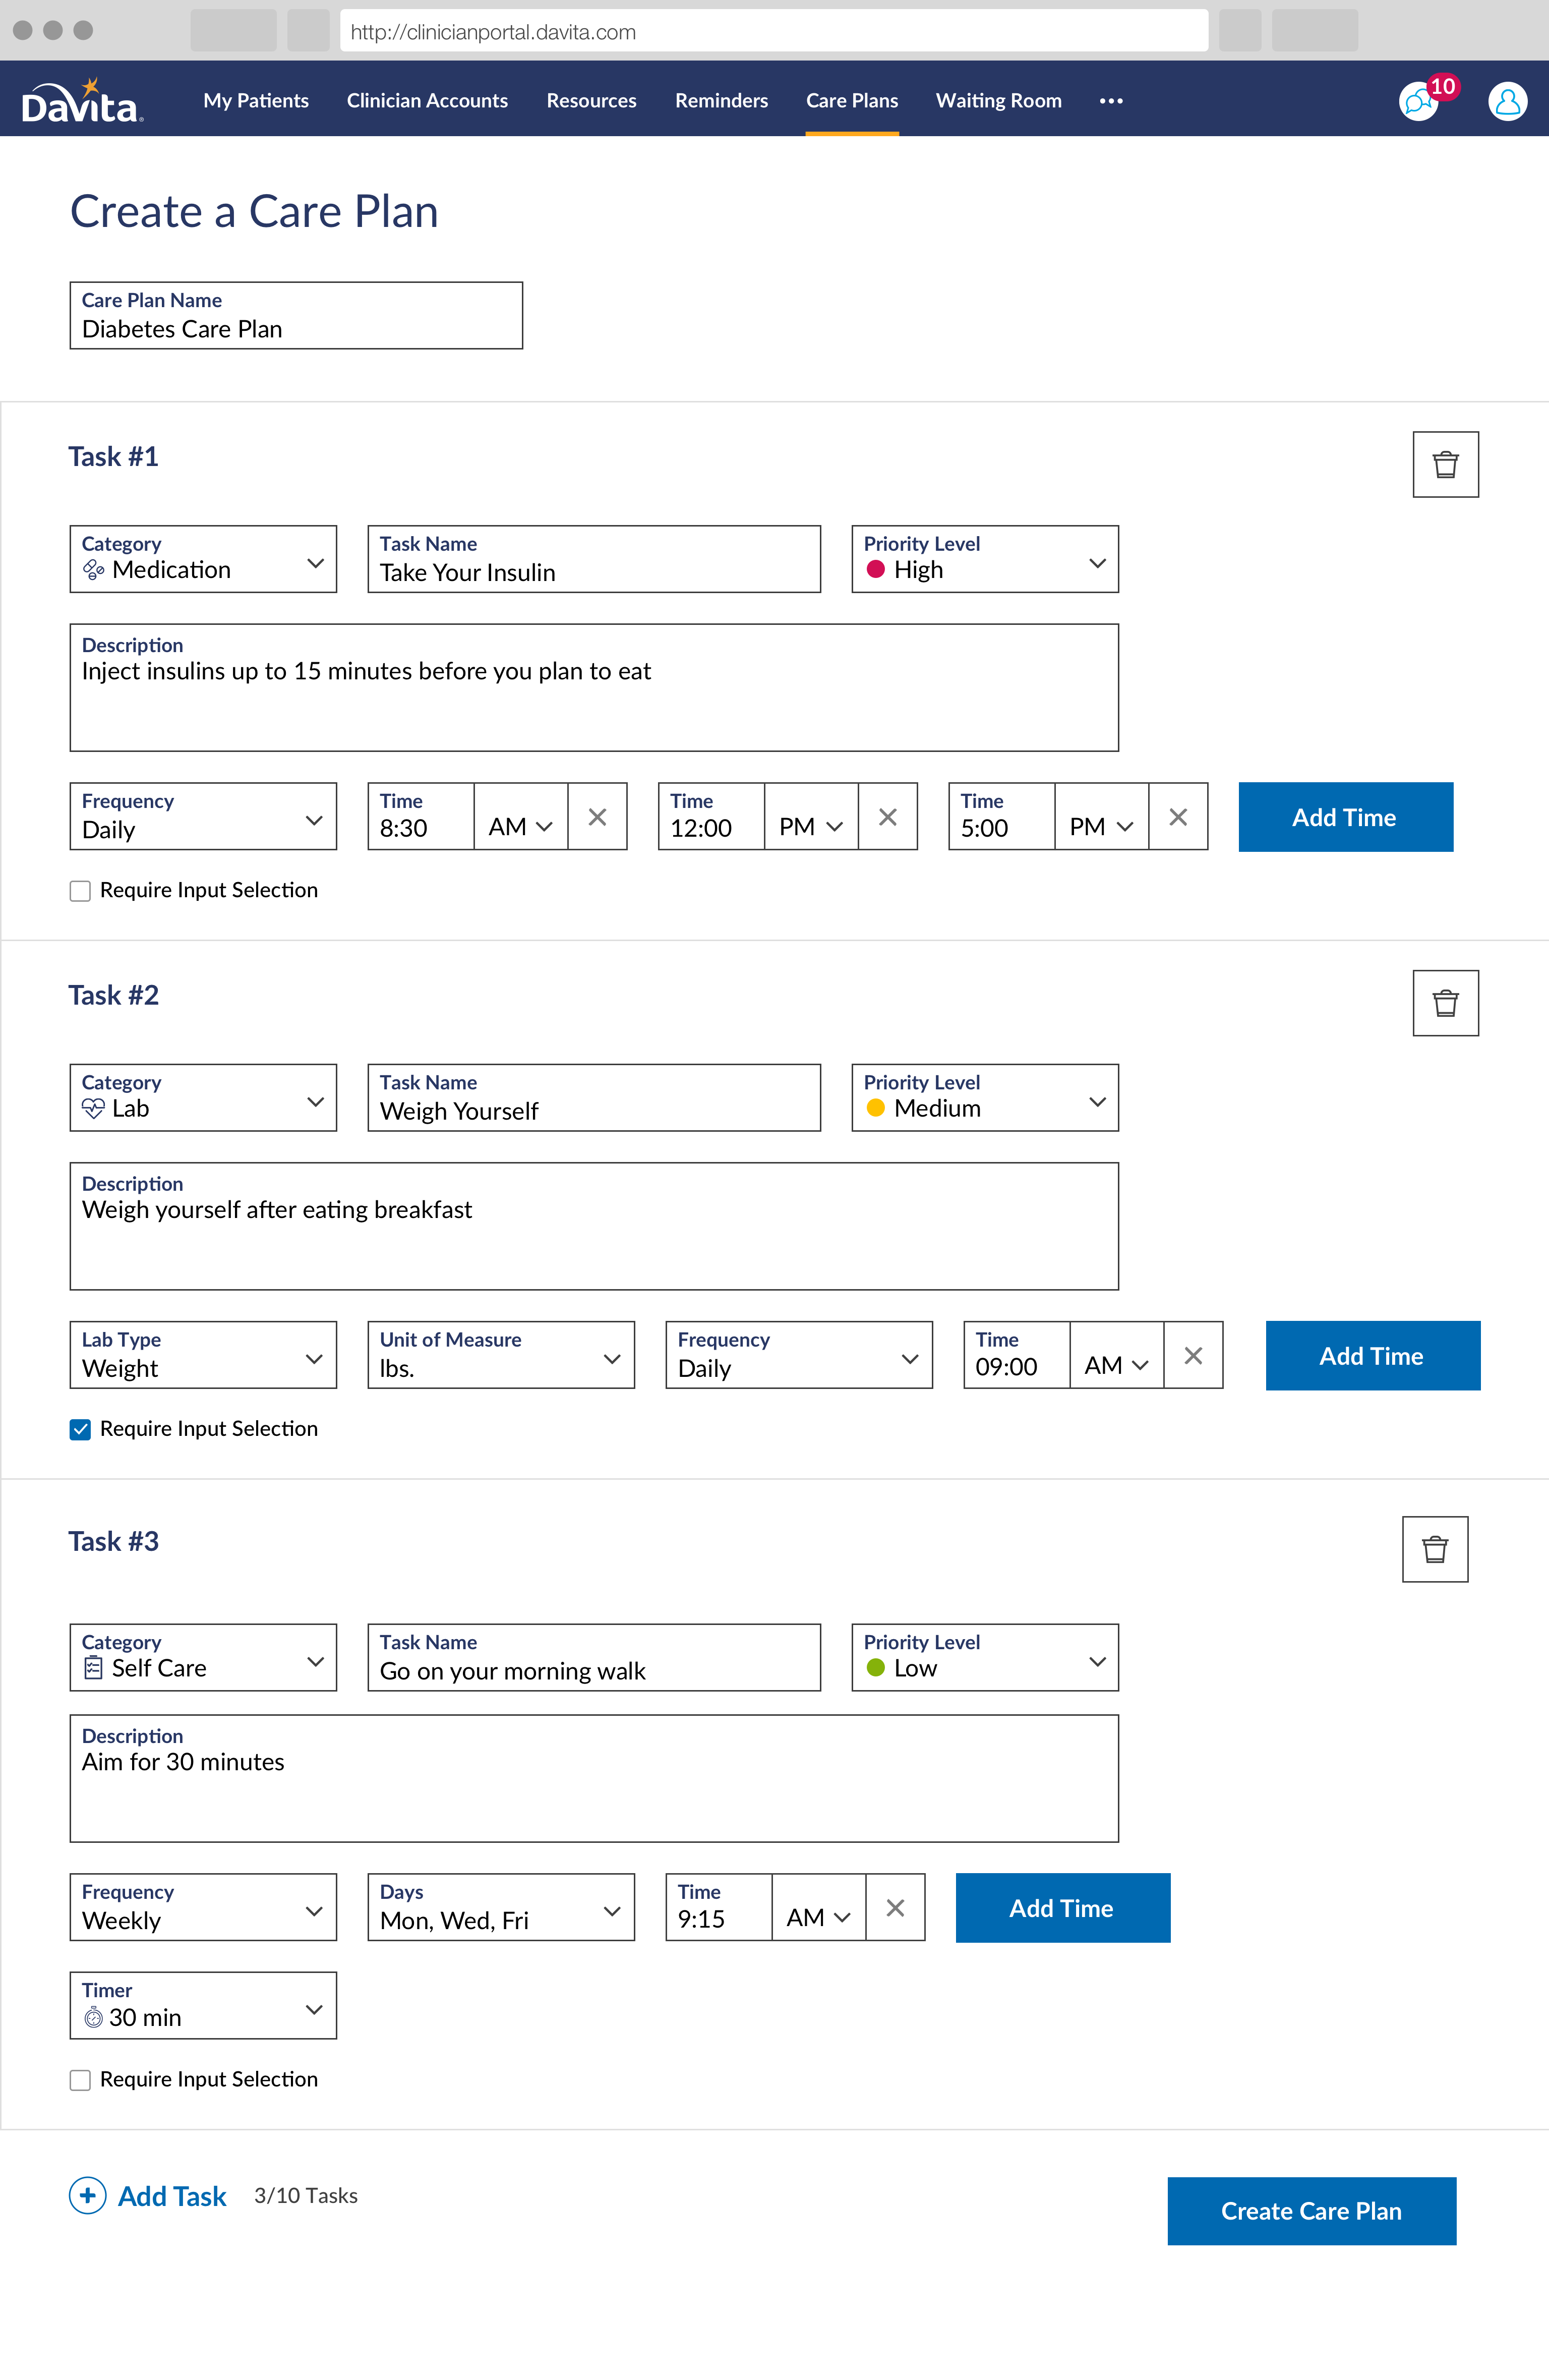 http://clinicianportal.davita.com
DaVita. My Patients Clinician Accounts Resources Reminders Care Plans Waiting Room ••• 10
Create a Care Plan
Care Plan Name
Diabetes Care Plan
Task #1
Category Task Name Priority Level
Medication Take Your Insulin High
Description
Inject insulins up to 15 minutes before you plan to eat
Frequency Time Time Time
Daily 8:30 AM 12:00 PM 5:00 PM Add Time
Require Input Selection
Task #2
Category Task Name Priority Level
Lab Weigh Yourself Medium
Description
Weigh yourself after eating breakfast
Lab Type Unit of Measure Frequency Time
Weight lbs. Daily 09:00 AM Add Time
Require Input Selection
Task #3
Category Task Name Priority Level
Self Care Go on your morning walk Low
Description
Aim for 30 minutes
Frequency Days Time
Weekly Mon, Wed, Fri 9:15 AM Add Time
Timer
30 min
Require Input Selection
Add Task 3/10 Tasks Create Care Plan